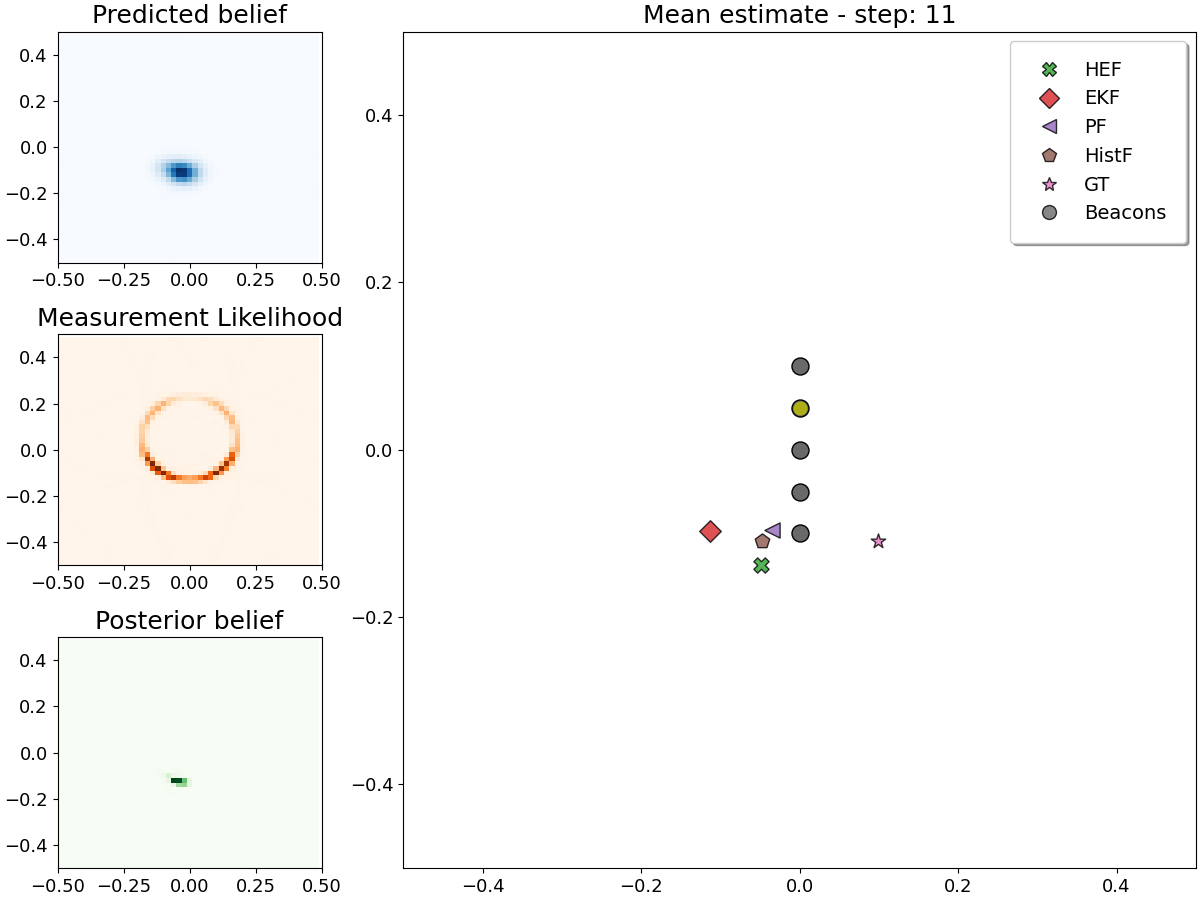 Predicted belief
0.4
0.2
0.0
−0.2
−0.4
−0.50 −0.25 0.00 0.25 0.50
Measurement Likelihood
0.4
0.2
0.0
−0.2
−0.4
−0.50 −0.25 0.00 0.25 0.50
Posterior belief
0.4
0.2
0.0
−0.2
−0.4
−0.50 −0.25 0.00 0.25 0.50
Mean estimate - step: 11
HEF
EKF
PF
HistF
GT
Beacons
0.4
0.2
0.0
−0.2
−0.4
−0.4 −0.2 0.0 0.2 0.4